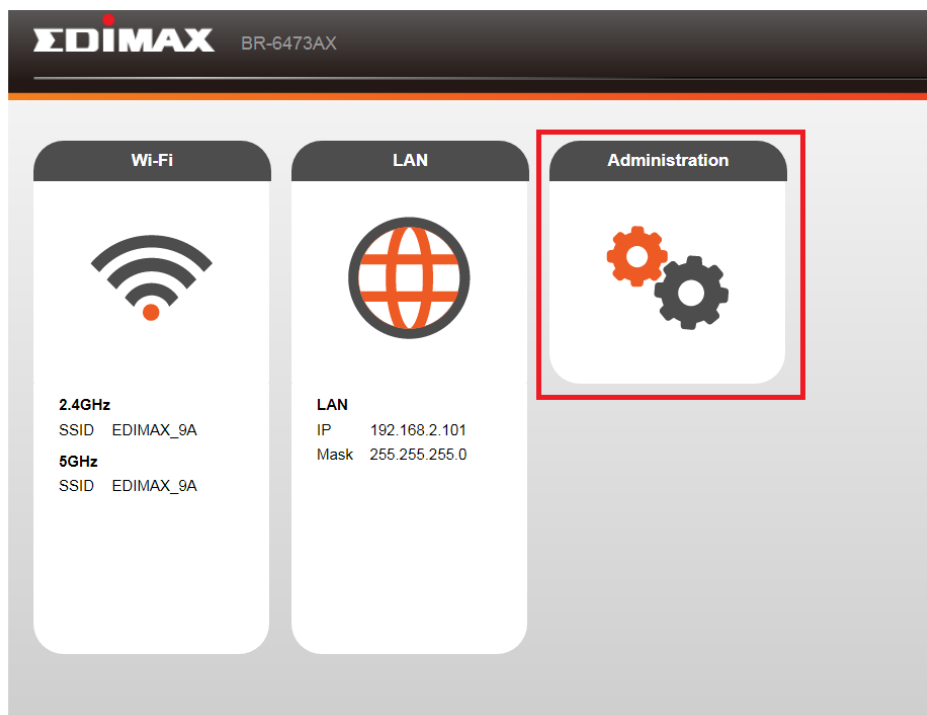 EDIMAX BR-6473AX
Wi-Fi
2.4GHz
SSID EDIMAX_9A
5GHz
SSID EDIMAX_9A
LAN
LAN
IP 192.168.2.101
Mask 255.255.255.0
Administration